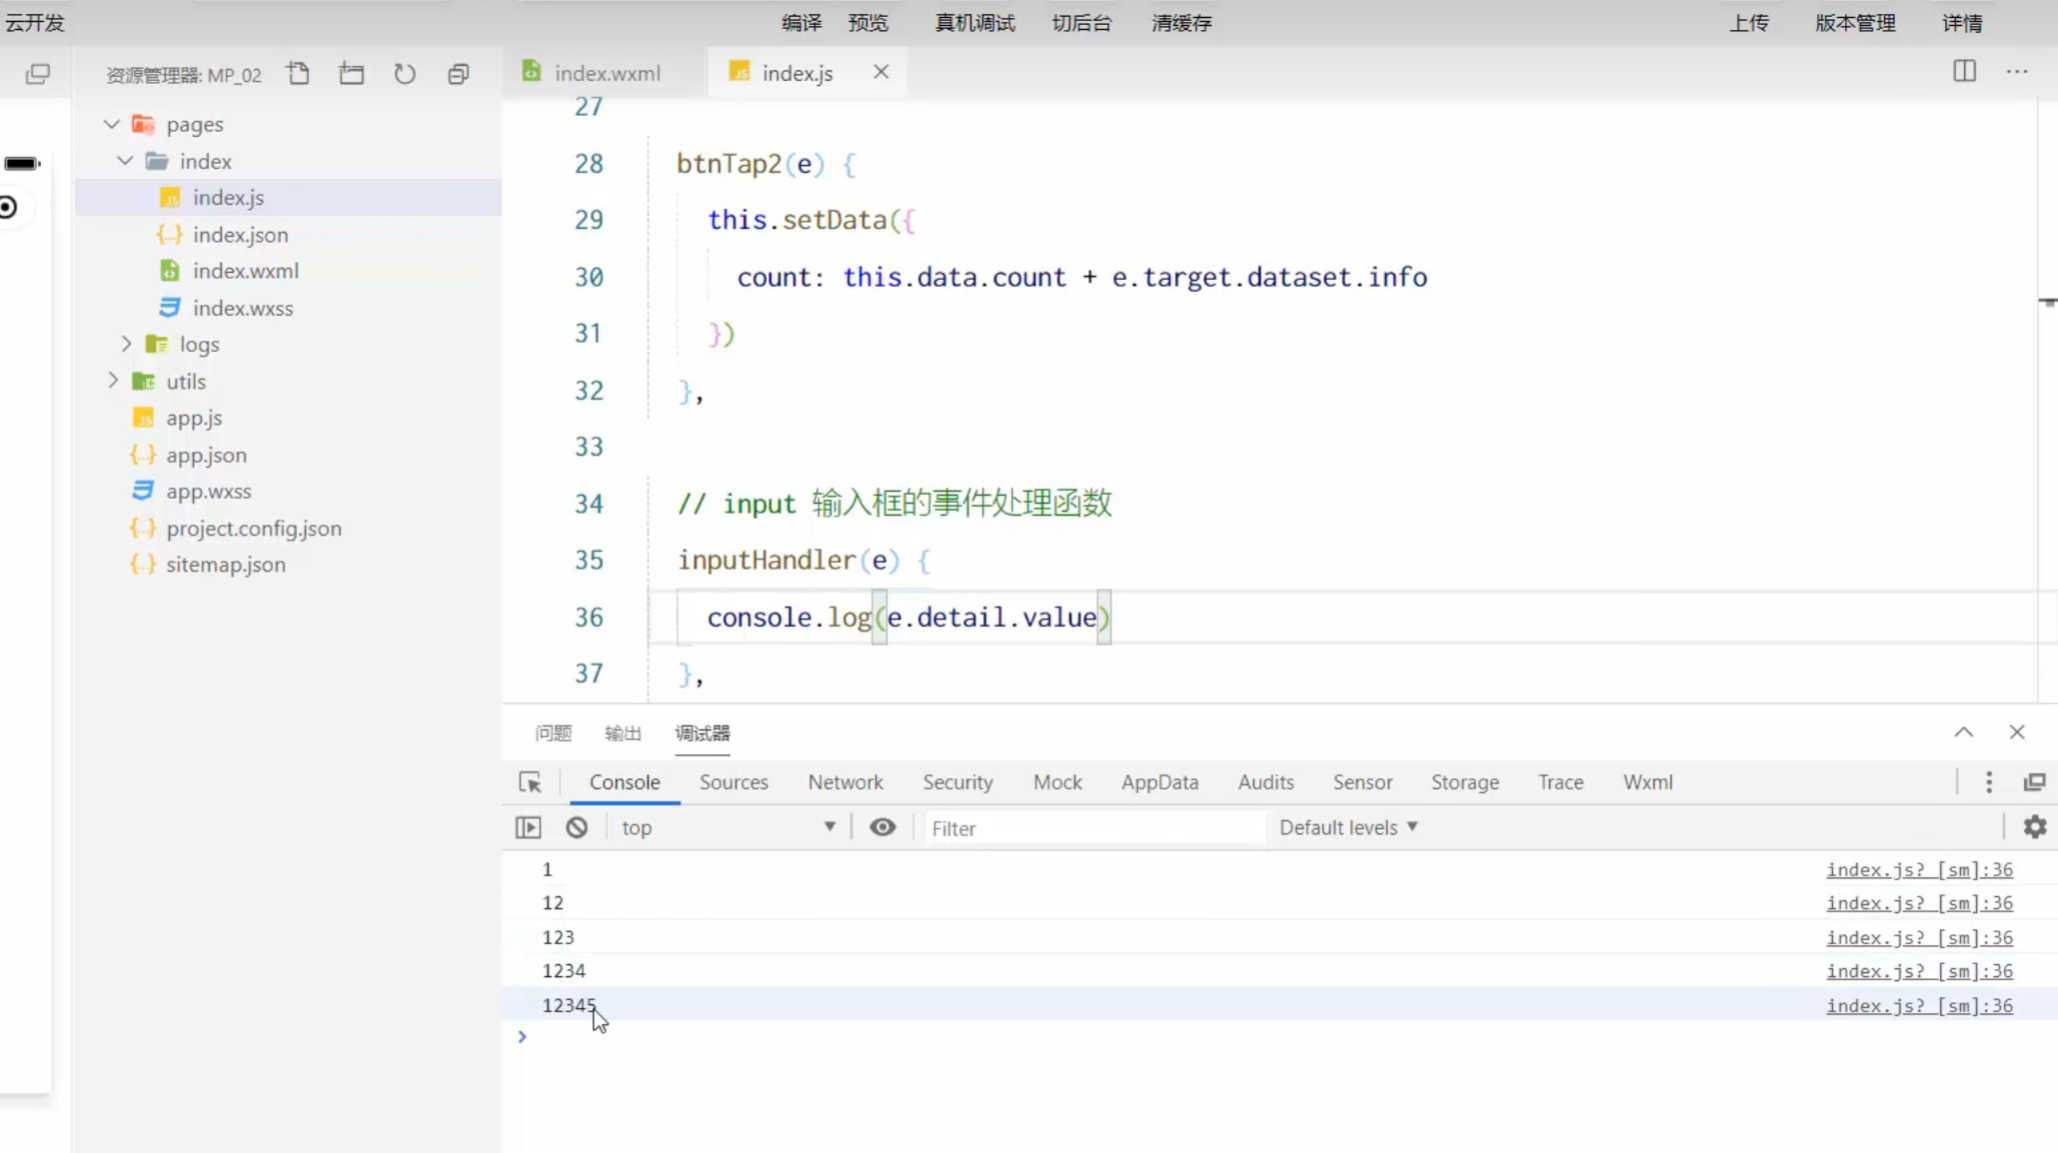 云开发 编译 预览 真机调试 切后台 清缓存 上传 版本管理 详情
资源管理器: MP_02
pages
index
index.js
index.json
index.wxml
index.wxss
logs
utils
app.js
app.json
app.wxss
project.config.json
sitemap.json
index.wxml index.js
27
28 btnTap2(e) {
29 this.setData({
30 count: this.data.count + e.target.dataset.info
31 })
32 },
33
34 // input 输入框的事件处理函数
35 inputHandler(e) {
36 console.log(e.detail.value)
37 },
问题 输出 调试器
Console Sources Network Security Mock AppData Audits Sensor Storage Trace Wxml
top Filter Default levels
1 index.js? [sm]:36
12 index.js? [sm]:36
123 index.js? [sm]:36
1234 index.js? [sm]:36
12345 index.js? [sm]:36